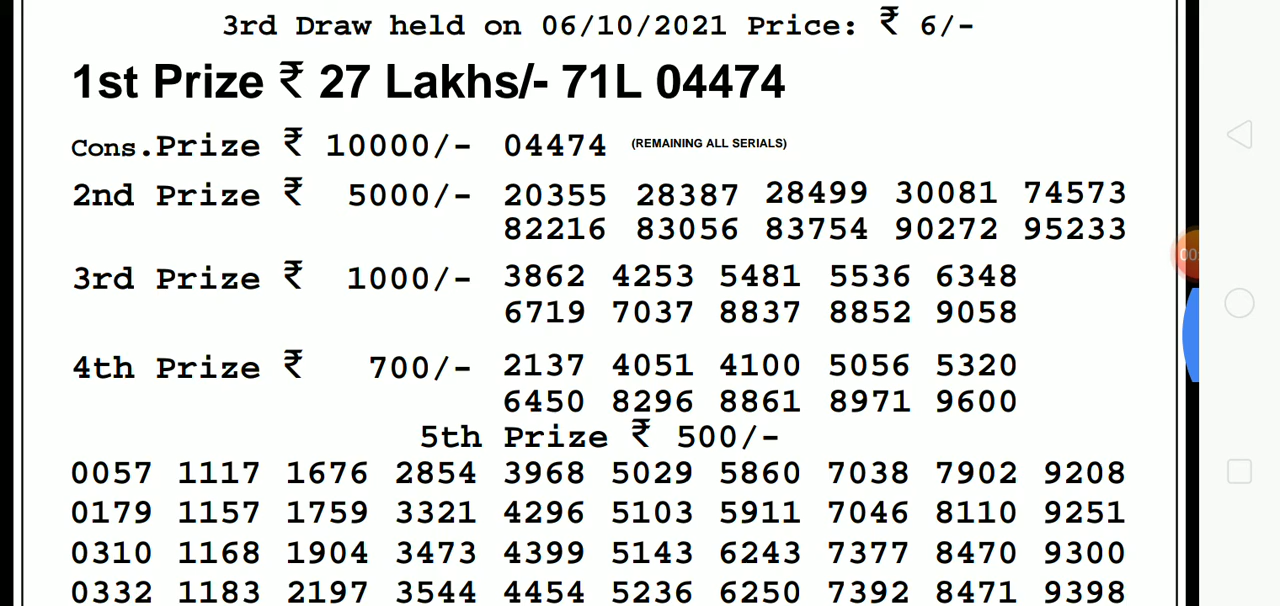 3rd Draw held on 06/10/2021 Price: ₹ 6/-
1st Prize ₹ 27 Lakhs/- 71L 04474
Cons.Prize ₹ 10000/- 04474 (REMAINING ALL SERIALS)
2nd Prize ₹ 5000/- 20355 28387 28499 30081 74573
82216 83056 83754 90272 95233
3rd Prize ₹ 1000/- 3862 4253 5481 5536 6348
6719 7037 8837 8852 9058
4th Prize ₹ 700/- 2137 4051 4100 5056 5320
6450 8296 8861 8971 9600
5th Prize ₹ 500/-
0057 1117 1676 2854 3968 5029 5860 7038 7902 9208
0179 1157 1759 3321 4296 5103 5911 7046 8110 9251
0310 1168 1904 3473 4399 5143 6243 7377 8470 9300
0332 1183 2197 3544 4454 5236 6250 7392 8471 9398